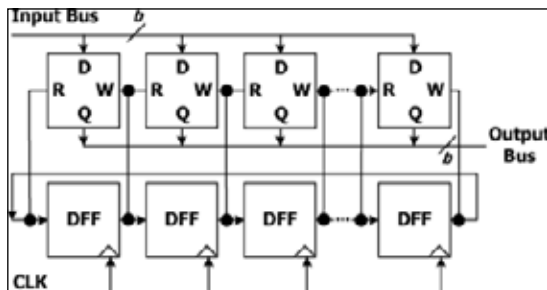 Input Bus b
D D D D
R W R W R W R W
Q Q Q Q
Output
b Bus
DFF DFF DFF DFF
CLK